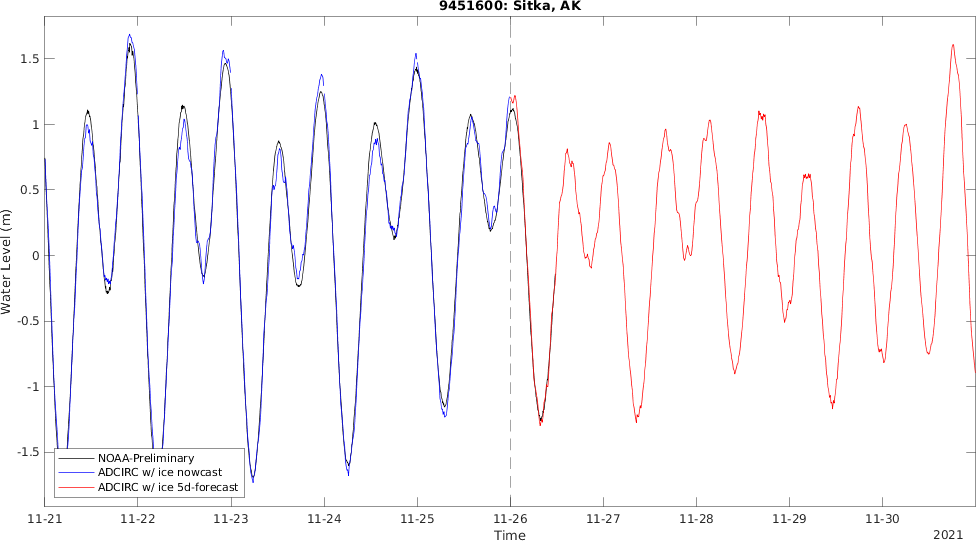 9451600: Sitka, AK
Water Level (m)
1.5
1
0.5
0
-0.5
-1
-1.5
NOAA-Preliminary
ADCIRC w/ ice nowcast
ADCIRC w/ ice 5d-forecast
11-21 11-22 11-23 11-24 11-25 11-26 11-27 11-28 11-29 11-30
Time
2021